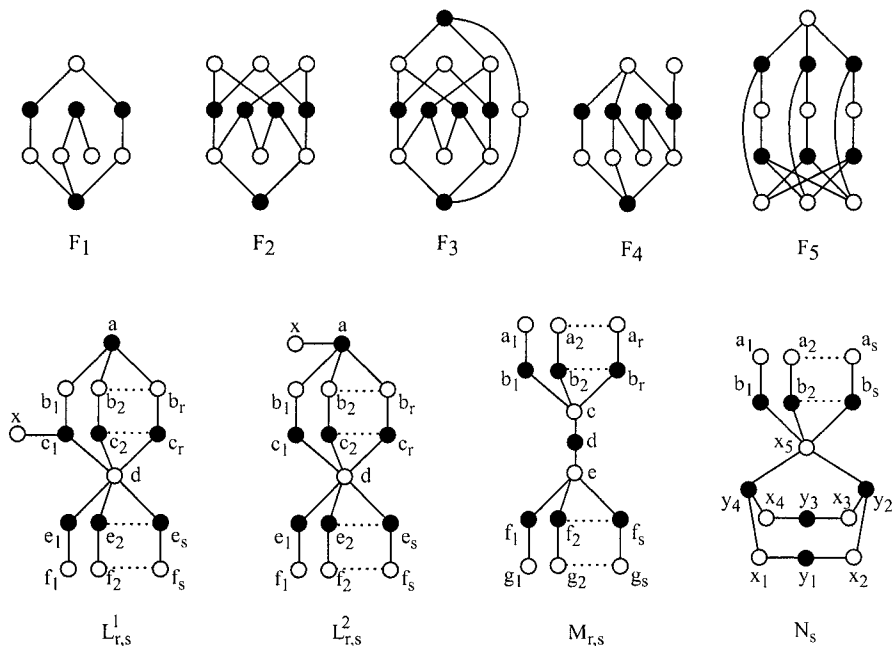 F₁ F₂ F₃ F₄ F₅
x a x a a₁ a₂ aᵣ a₁ a₂ aₛ
b₁ b₂ bᵣ b₁ b₂ bᵣ b₁ b₂ bᵣ b₁ b₂ bₛ
x c₁ c₂ cᵣ c₁ c₂ cᵣ c
d d d x₅
e₁ e₂ eₛ e₁ e₂ eₛ e y₄ x₄ y₃ x₃ y₂
f₁ f₂ fₛ f₁ f₂ fₛ f₁ f₂ fₛ x₁ y₁ x₂
g₁ g₂ gₛ
L¹ᵣ,ₛ L²ᵣ,ₛ Mᵣ,ₛ Nₛ